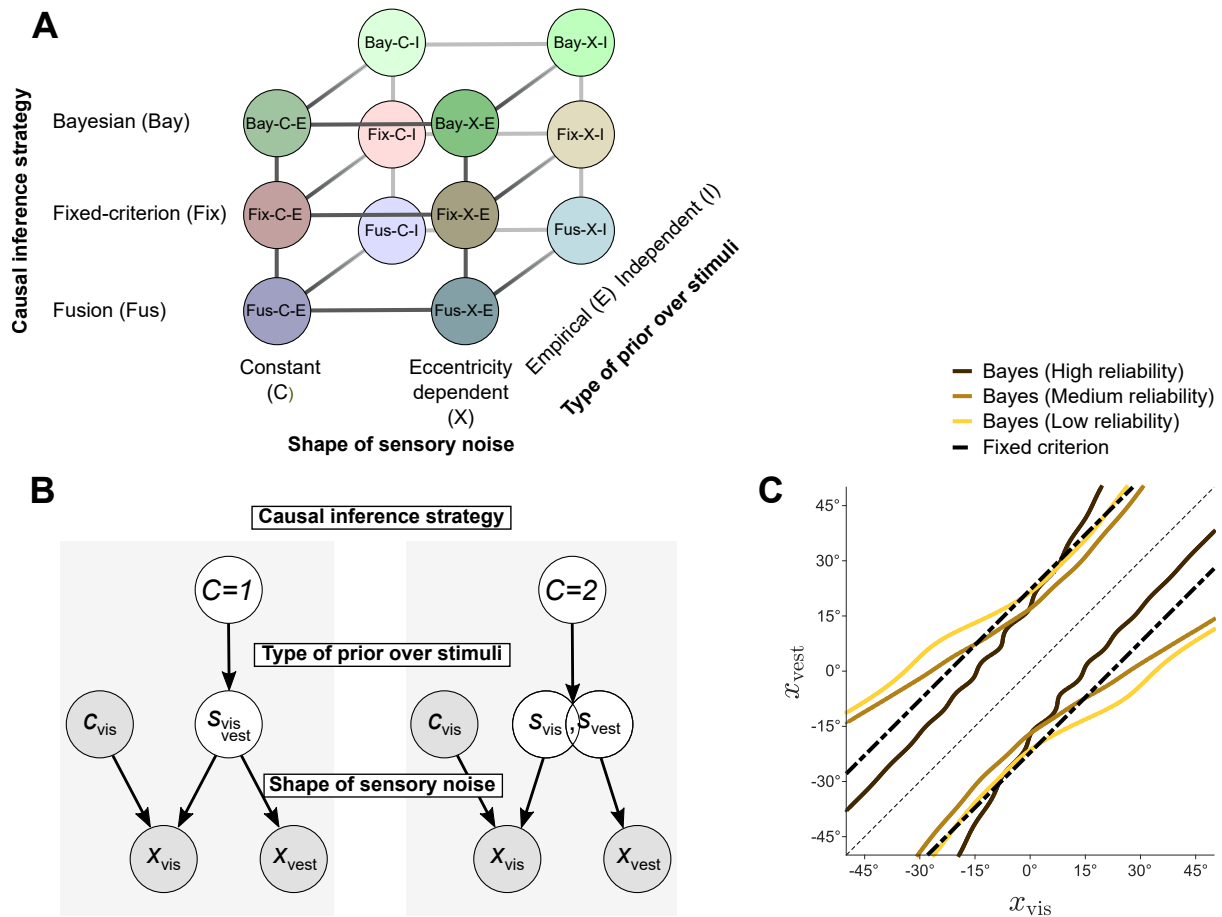 A
Causal inference strategy
Bayesian (Bay)
Fixed-criterion (Fix)
Fusion (Fus)
Bay-C-I
Bay-X-I
Bay-C-E
Bay-X-E
Fix-C-I
Fix-X-I
Fix-C-E
Fix-X-E
Fus-C-I
Fus-X-I
Fus-C-E
Fus-X-E
Constant
(C)
Eccentricity
dependent
(X)
Shape of sensory noise
Empirical (E)
Independent (I)
Type of prior over stimuli
B
Causal inference strategy
C=1
C=2
Type of prior over stimuli
c_vis
s_vis
vest
c_vis
s_vis ,s_vest
Shape of sensory noise
x_vis
x_vest
x_vis
x_vest
Bayes (High reliability)
Bayes (Medium reliability)
Bayes (Low reliability)
Fixed criterion
C
x_vest
45°
30°
15°
0°
-15°
-30°
-45°
-45° -30° -15° 0° 15° 30° 45°
x_vis